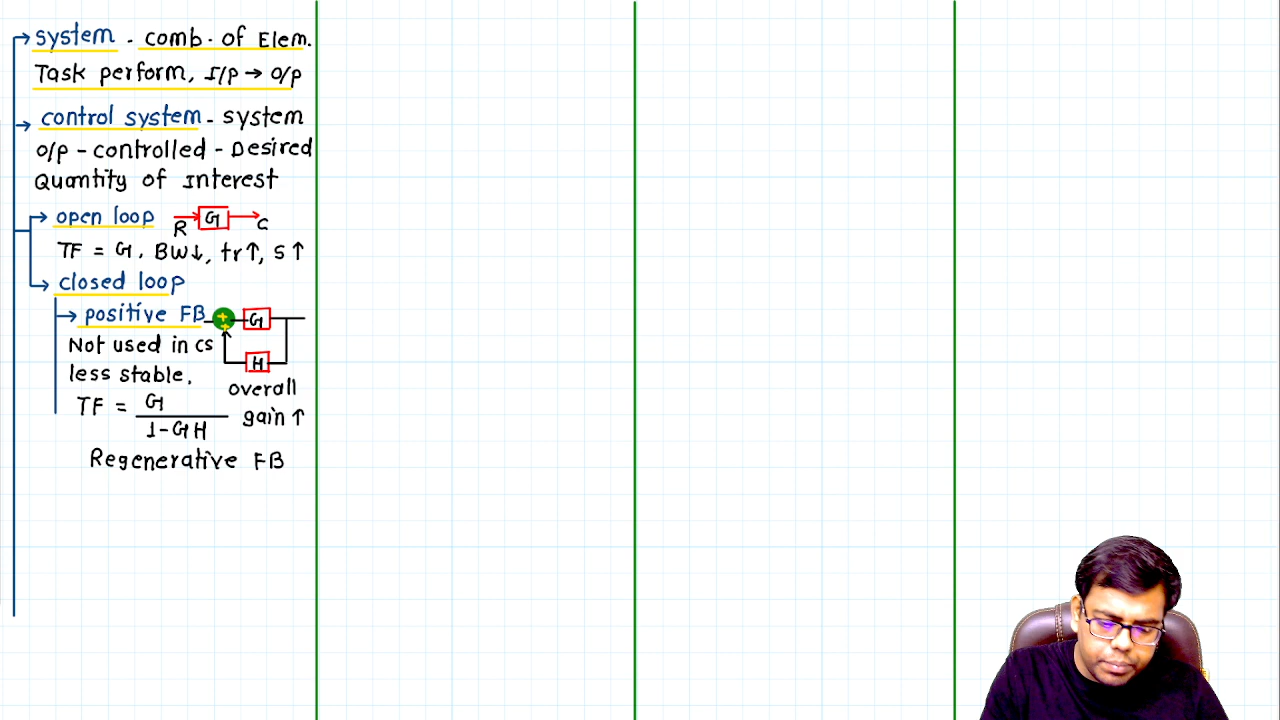 system - comb. of Elem.
Task perform, I/p → o/p
control system - system
o/p - controlled - Desired
Quantity of Interest
open loop R G C
TF = G, BW↓, tr↑, S↑
closed loop
positive FB + + G
Not used in CS
H
less stable.
overall
gain ↑
TF = G / 1-GH
Regenerative FB